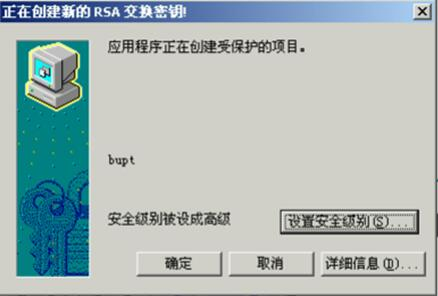 正在创建新的 RSA 交换密钥!
应用程序正在创建受保护的项目。
bupt
安全级别被设成高级
设置安全级别(S)...
确定
取消
详细信息(D)...